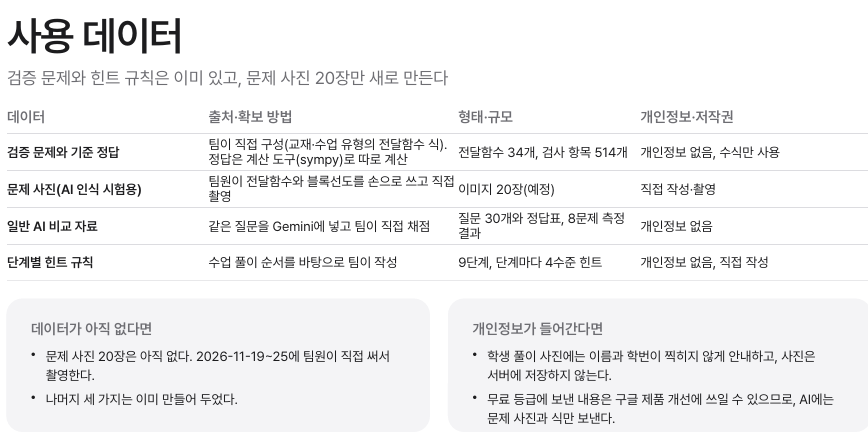 사용 데이터
검증 문제와 힌트 규칙은 이미 있고, 문제 사진 20장만 새로 만든다
데이터 출처·확보 방법 형태·규모 개인정보·저작권
검증 문제와 기준 정답 팀이 직접 구성(교재·수업 유형의 전달함수 식). 정답은 계산 도구(sympy)로 따로 계산 전달함수 34개, 검사 항목 514개 개인정보 없음, 수식만 사용
문제 사진(AI 인식 시험용) 팀원이 전달함수와 블록선도를 손으로 쓰고 직접 촬영 이미지 20장(예정) 직접 작성·촬영
일반 AI 비교 자료 같은 질문을 Gemini에 넣고 팀이 직접 채점 질문 30개와 정답표, 8문제 측정 결과 개인정보 없음
단계별 힌트 규칙 수업 풀이 순서를 바탕으로 팀이 작성 9단계, 단계마다 4수준 힌트 개인정보 없음, 직접 작성
데이터가 아직 없다면
• 문제 사진 20장은 아직 없다. 2026-11-19~25에 팀원이 직접 써서
촬영한다.
• 나머지 세 가지는 이미 만들어 두었다.
개인정보가 들어간다면
• 학생 풀이 사진에는 이름과 학번이 찍히지 않게 안내하고, 사진은
서버에 저장하지 않는다.
• 무료 등급에 보낸 내용은 구글 제품 개선에 쓰일 수 있으므로, AI에는
문제 사진과 식만 보낸다.